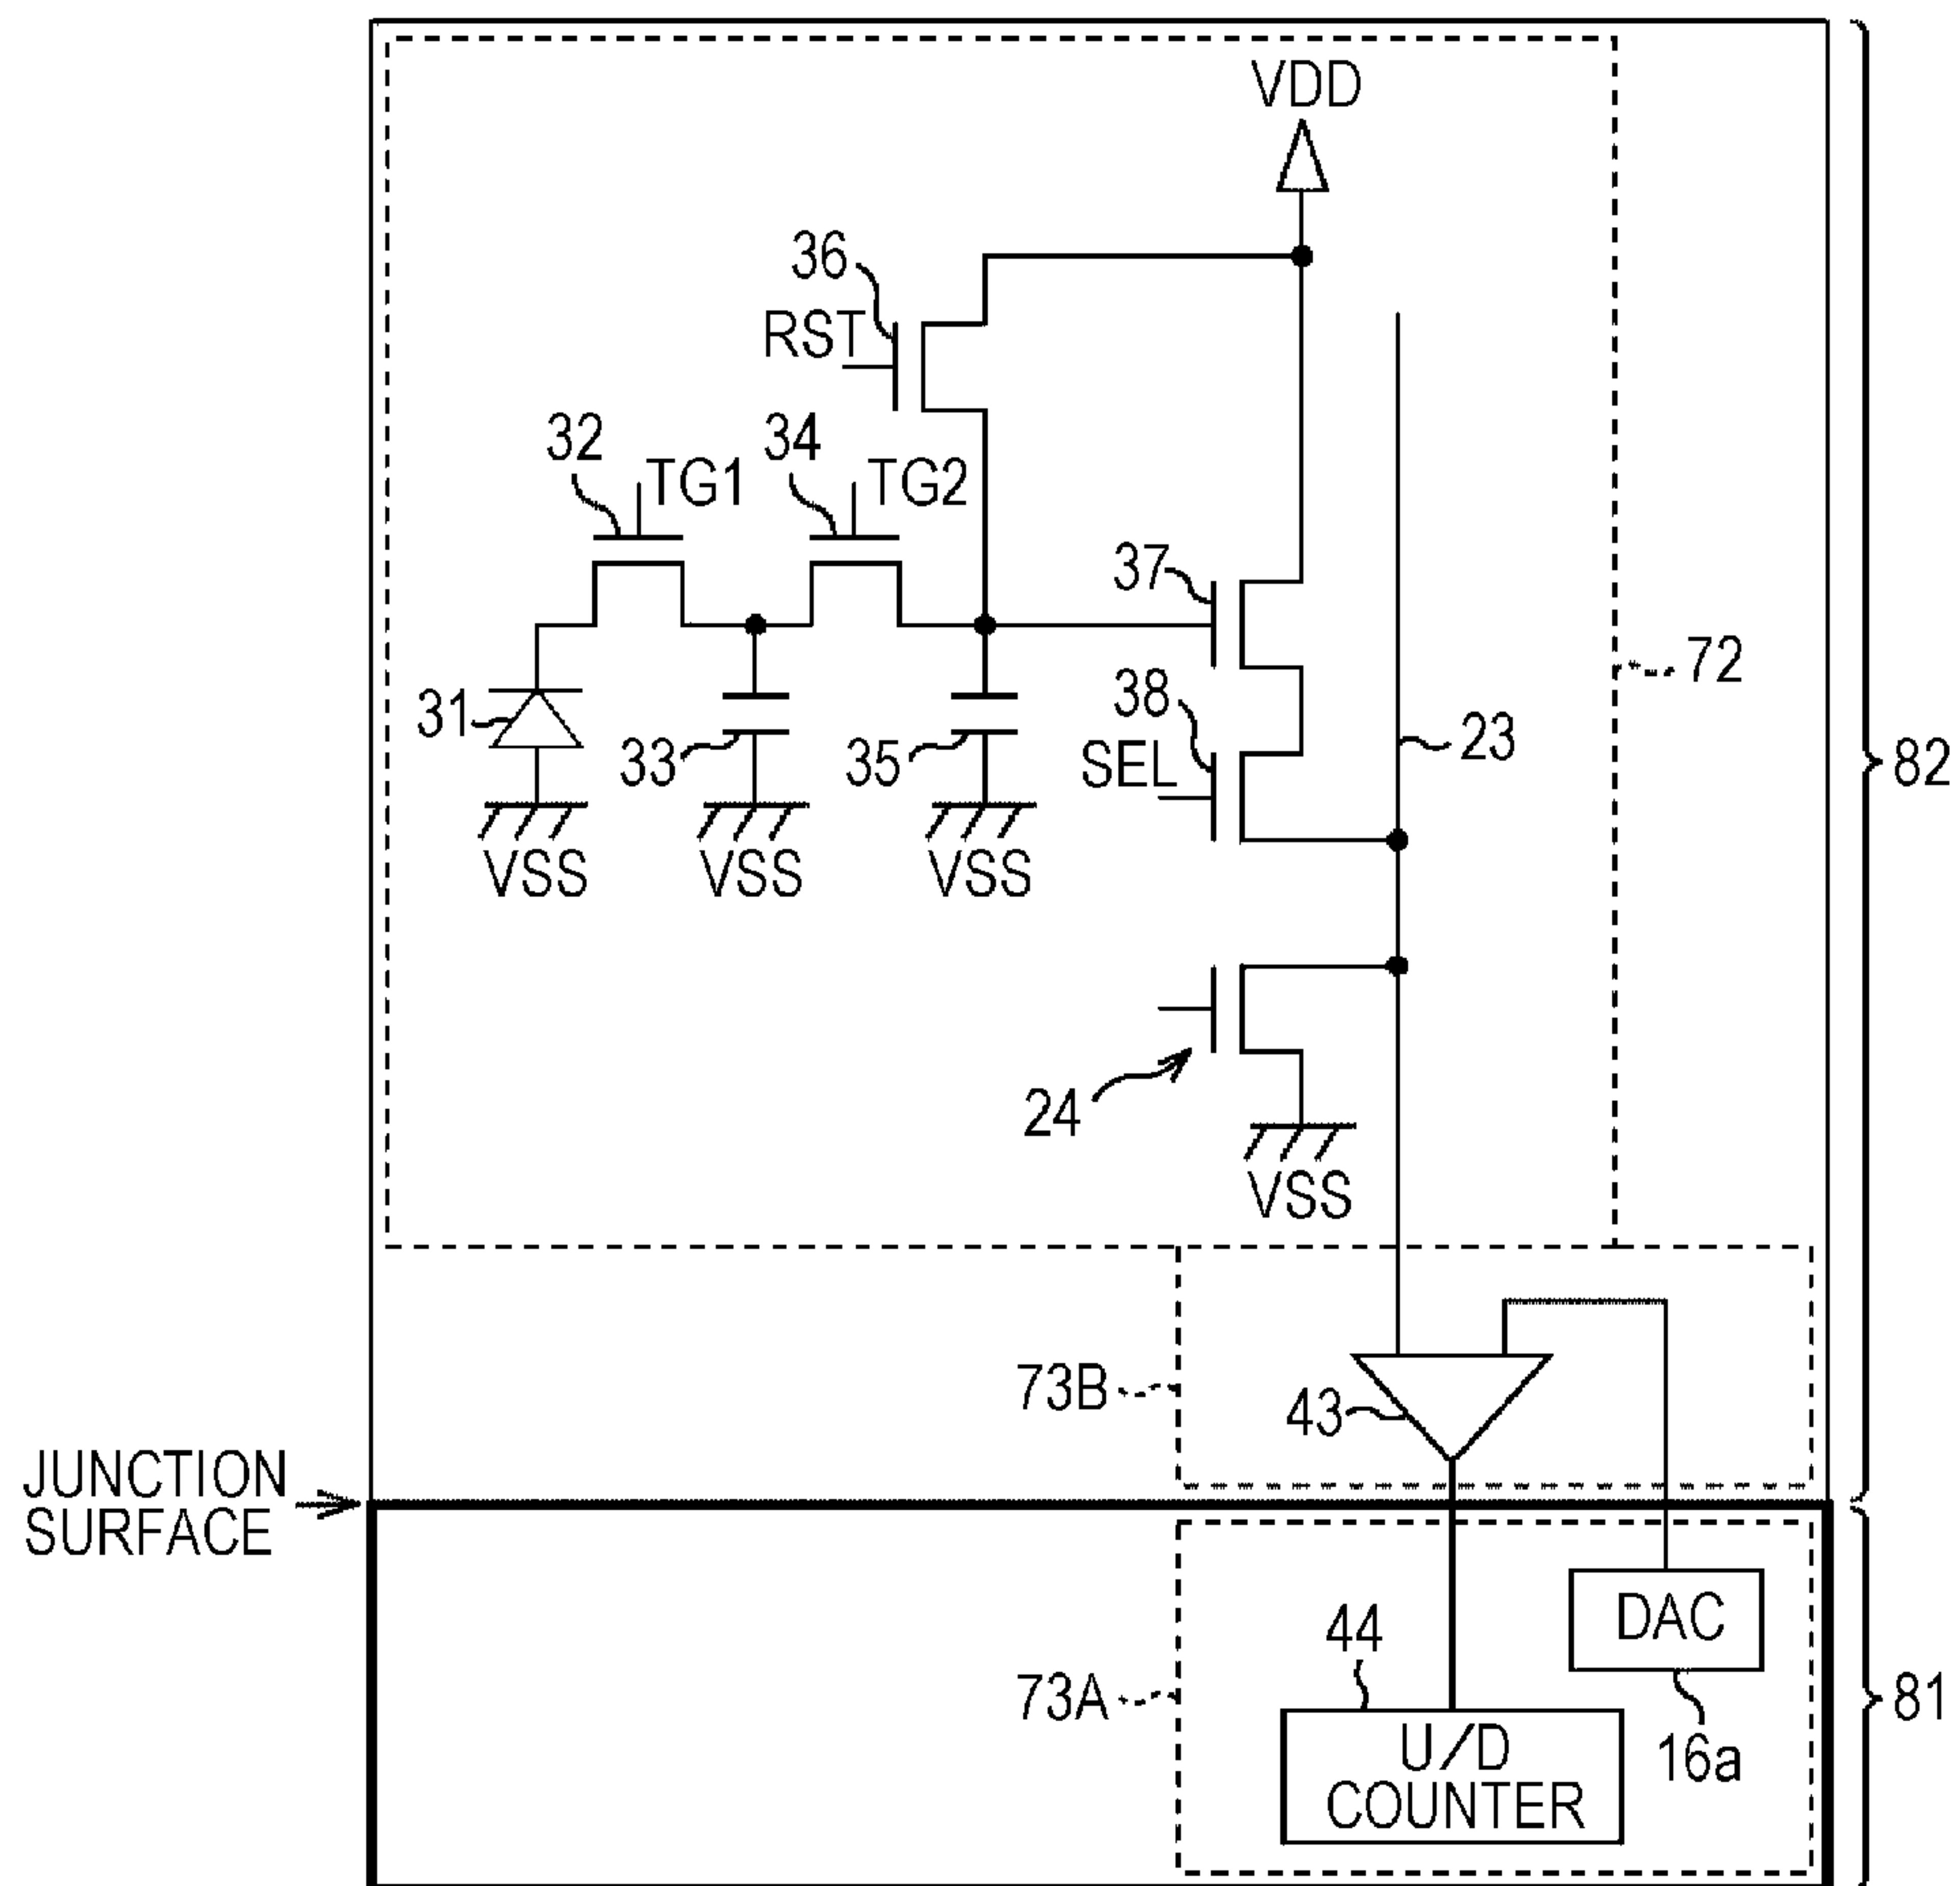 VDD
36
RST
32
TG1
34
TG2
37
72
31
33
35
38
SEL
23
82
VSS
VSS
VSS
24
VSS
73B
43
JUNCTION
SURFACE
DAC
44
73A
81
16a
U/D
COUNTER